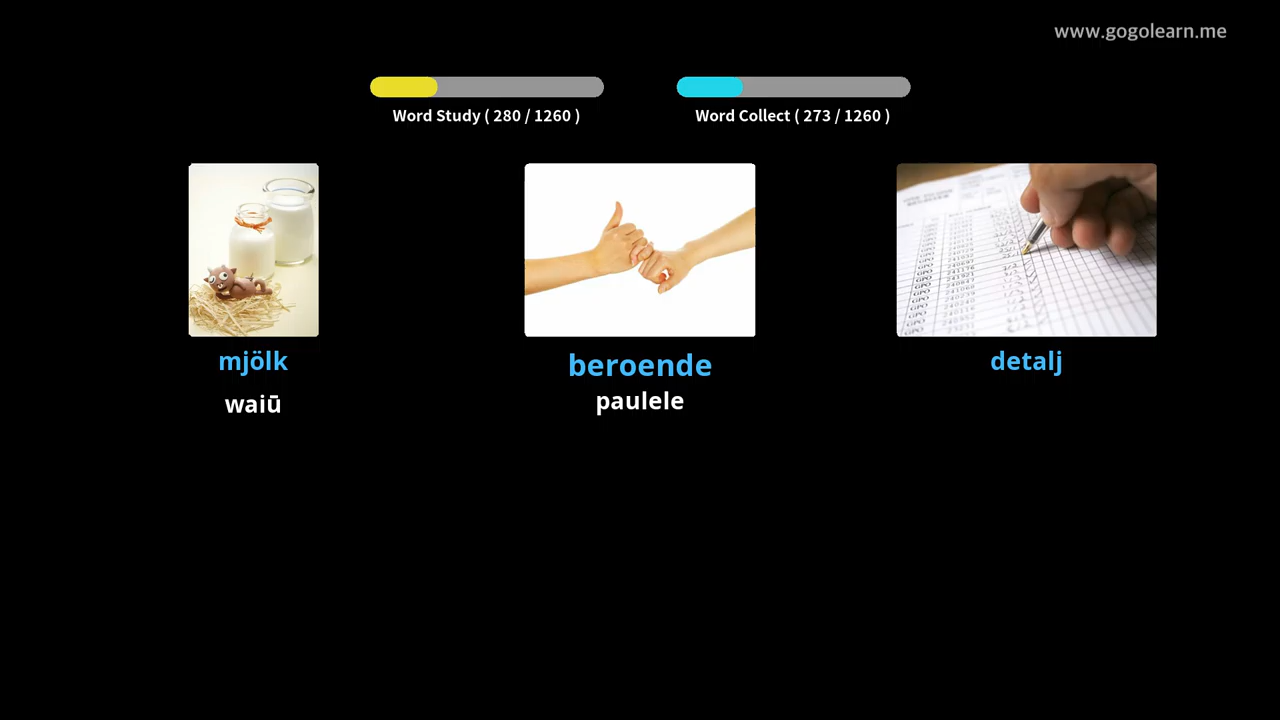 www.gogolearn.me
Word Study ( 280 / 1260 )
Word Collect ( 273 / 1260 )
mjölk
beroende
detalj
waiū
paulele